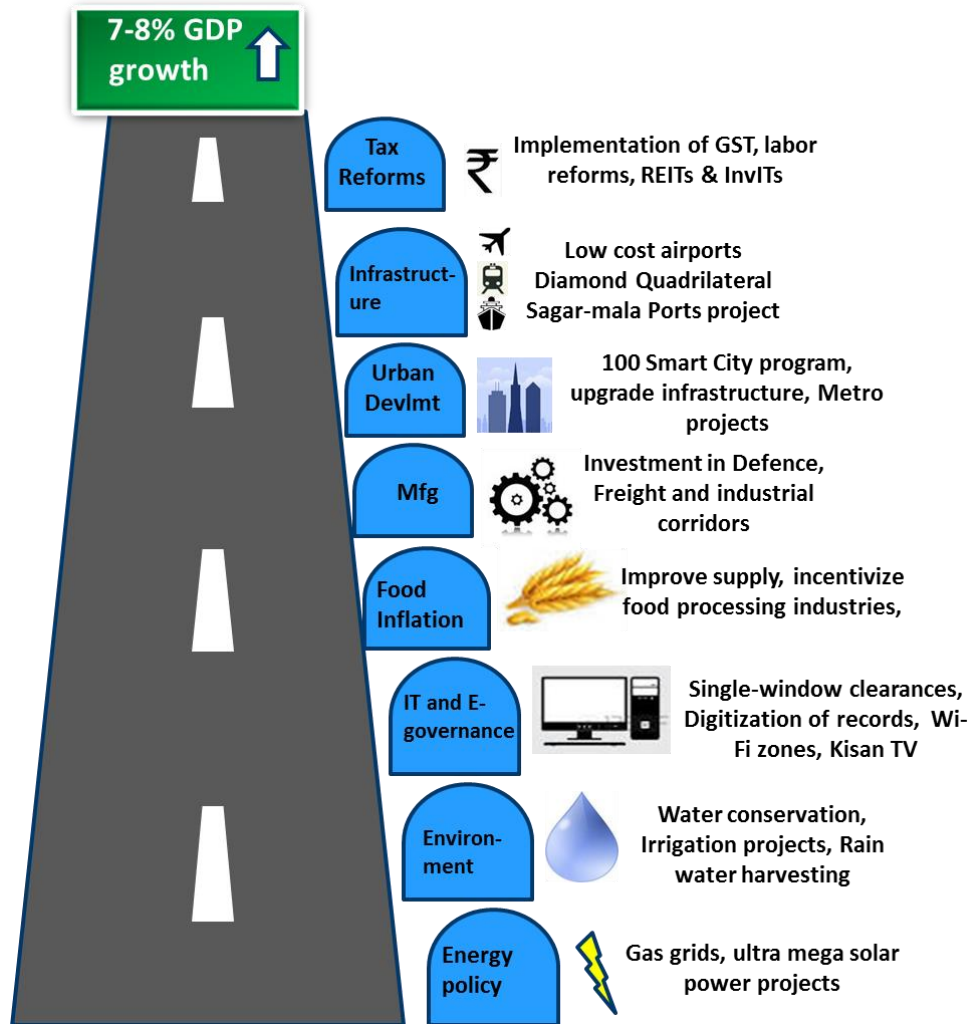 7-8% GDP
growth
Tax
Reforms
Implementation of GST, labor
reforms, REITs & InvITs
Infrastruct-
ure
Low cost airports
Diamond Quadrilateral
Sagar-mala Ports project
Urban
Devlmt
100 Smart City program,
upgrade infrastructure, Metro
projects
Mfg
Investment in Defence,
Freight and industrial
corridors
Food
Inflation
Improve supply, incentivize
food processing industries,
IT and E-
governance
Single-window clearances,
Digitization of records, Wi-
Fi zones, Kisan TV
Environ-
ment
Water conservation,
Irrigation projects, Rain
water harvesting
Energy
policy
Gas grids, ultra mega solar
power projects